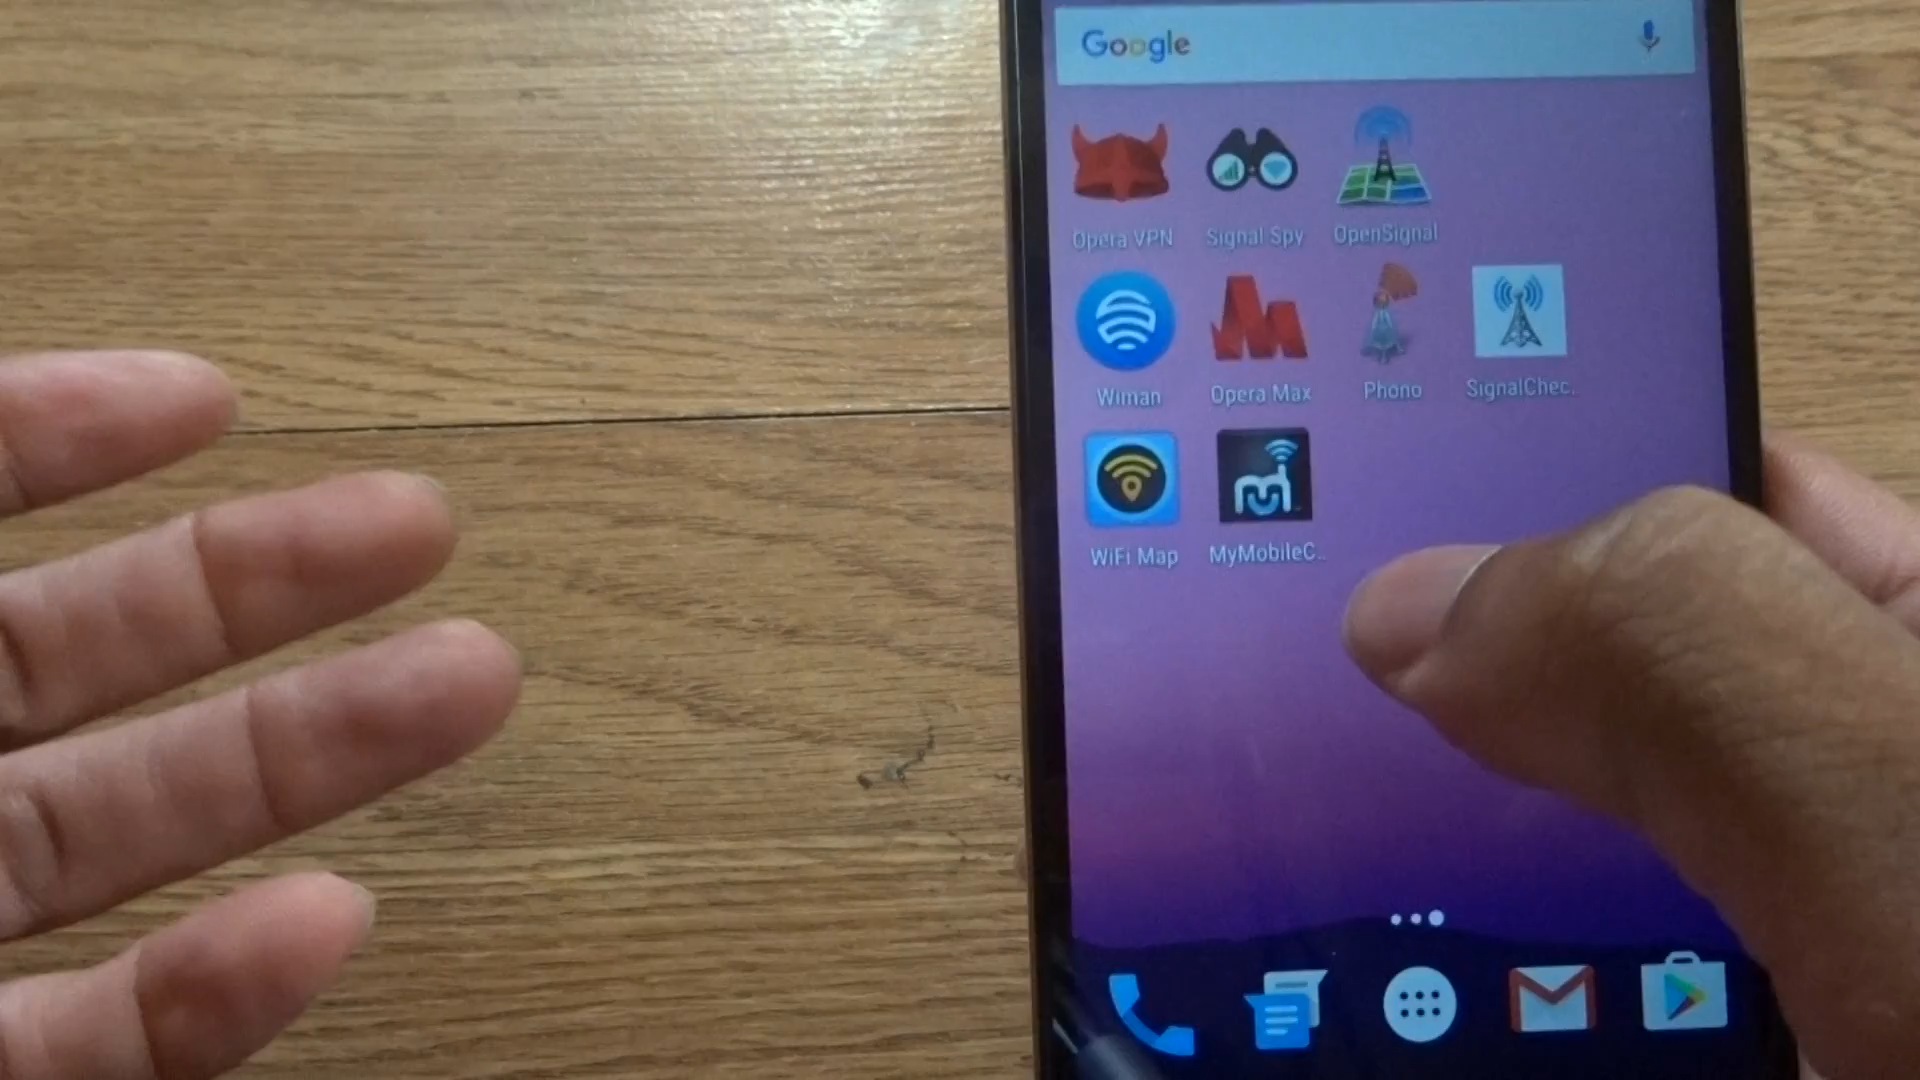 Google
Opera VPN
Signal Spy
OpenSignal
Wiman
Opera Max
Phono
SignalChec..
WiFi Map
MyMobileC..